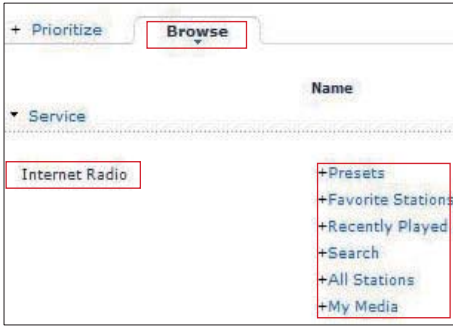 + Prioritize Browse
Name
Service
Internet Radio +Presets
+Favorite Stations
+Recently Played
+Search
+All Stations
+My Media